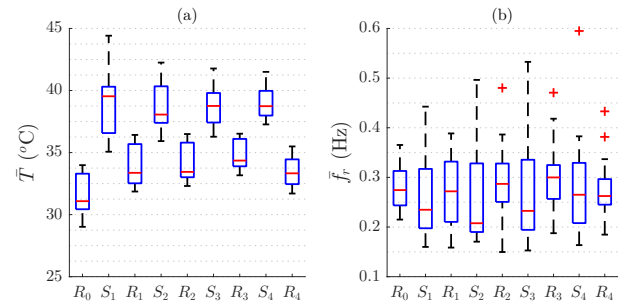 (a)
45
40
35
30
25
T̄ (°C)
R₀ S₁ R₁ S₂ R₂ S₃ R₃ S₄ R₄
(b)
0.6
0.5
0.4
0.3
0.2
0.1
f̄ᵣ (Hz)
R₀ S₁ R₁ S₂ R₂ S₃ R₃ S₄ R₄